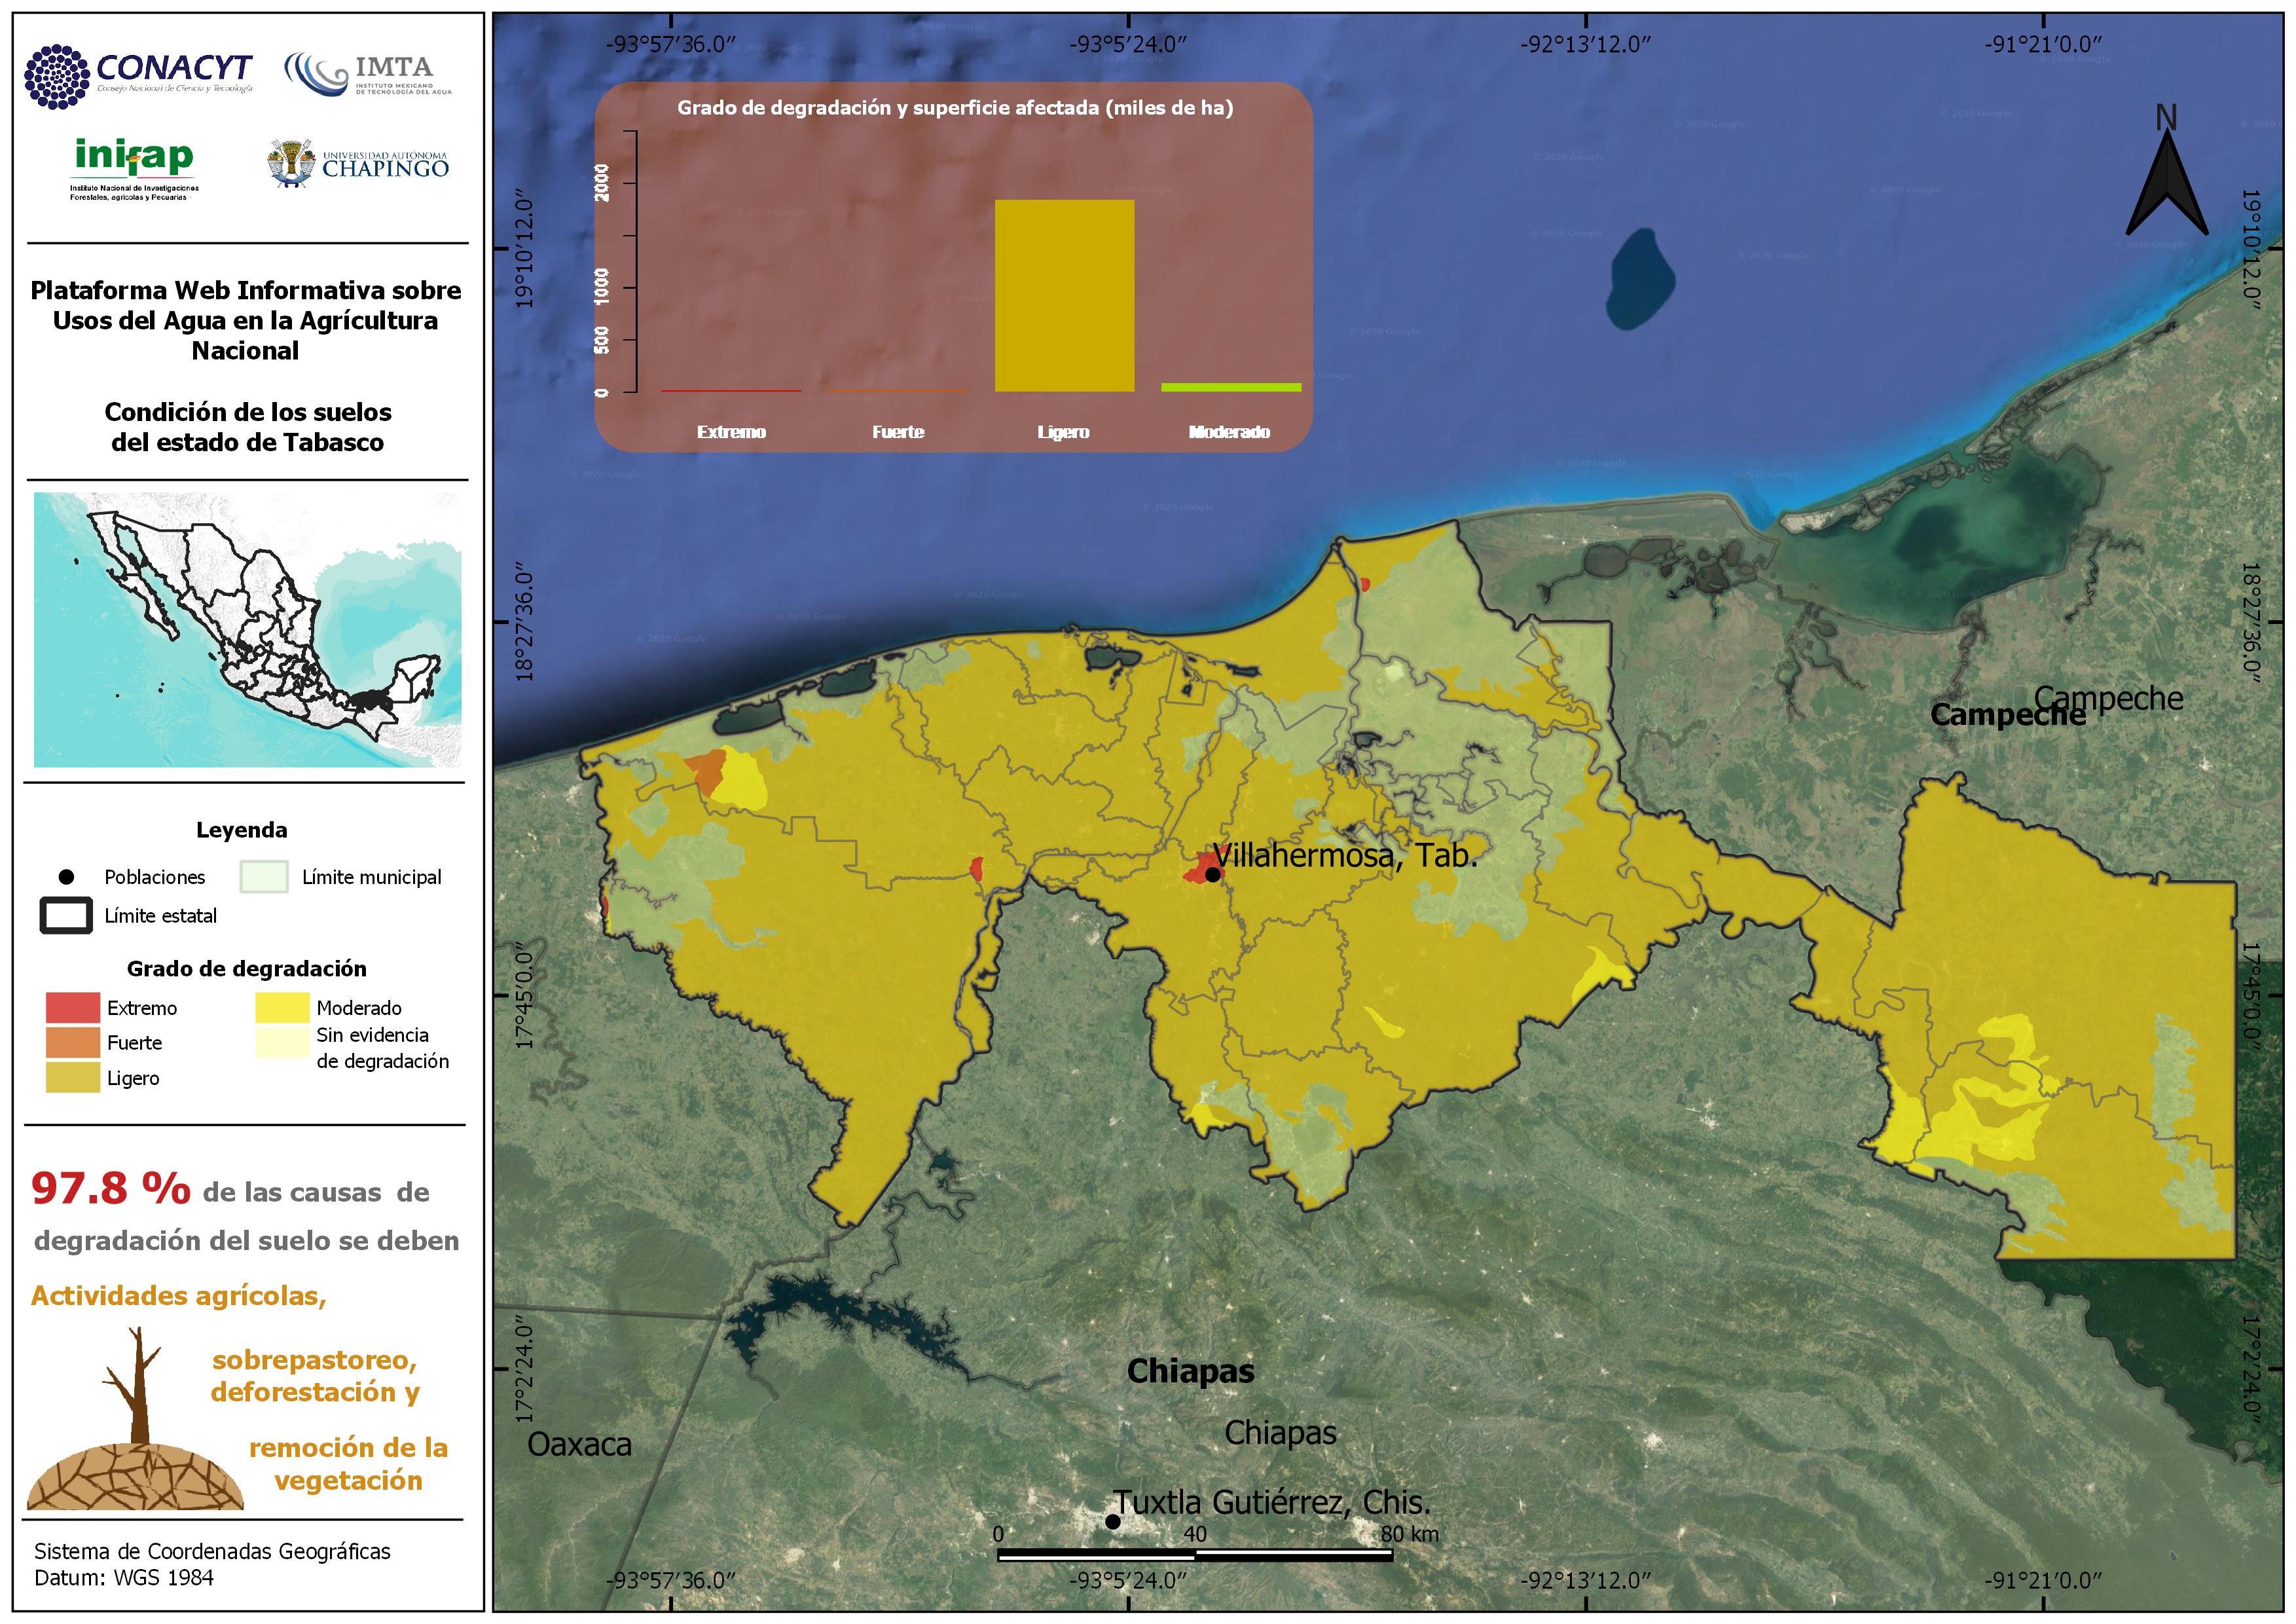 CONACYT
Consejo Nacional de Ciencia y Tecnología
IMTA
INSTITUTO MEXICANO
DE TECNOLOGÍA DEL AGUA
inifap
Instituto Nacional de Investigaciones
Forestales, agrícolas y Pecuarias
UNIVERSIDAD AUTÓNOMA
CHAPINGO
Plataforma Web Informativa sobre
Usos del Agua en la Agrícultura
Nacional
Condición de los suelos
del estado de Tabasco
Leyenda
Poblaciones
Límite municipal
Límite estatal
Grado de degradación
Extremo
Moderado
Fuerte
Sin evidencia
de degradación
Ligero
97.8 % de las causas de
degradación del suelo se deben
Actividades agrícolas,
sobrepastoreo,
deforestación y
remoción de la
vegetación
Sistema de Coordenadas Geográficas
Datum: WGS 1984
-93°57′36.0″
-93°5′24.0″
-92°13′12.0″
-91°21′0.0″
Grado de degradación y superficie afectada (miles de ha)
2000
1000
500
0
Extremo
Fuerte
Ligero
Moderado
N
19°10′12.0″
19°10′12.0″
18°27′36.0″
18°27′36.0″
Campeche
Campeche
Villahermosa, Tab.
17°45′0.0″
17°45′0.0″
17°2′24.0″
17°2′24.0″
Chiapas
Chiapas
Oaxaca
Tuxtla Gutiérrez, Chis.
0
40
80 km
-93°57′36.0″
-93°5′24.0″
-92°13′12.0″
-91°21′0.0″
© 2020 Google